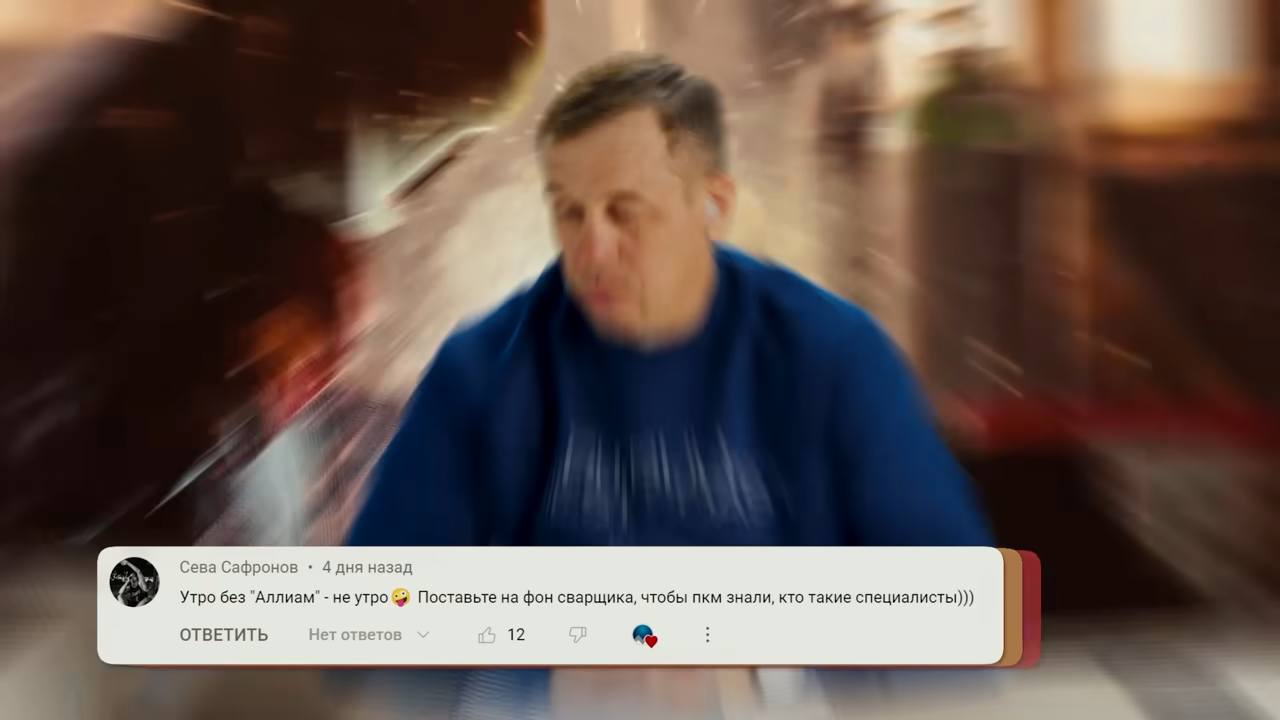 Сева Сафронов • 4 дня назад
Утро без "Аллиам" - не утро🤪 Поставьте на фон сварщика, чтобы пкм знали, кто такие специалисты)))
ОТВЕТИТЬ Нет ответов 12